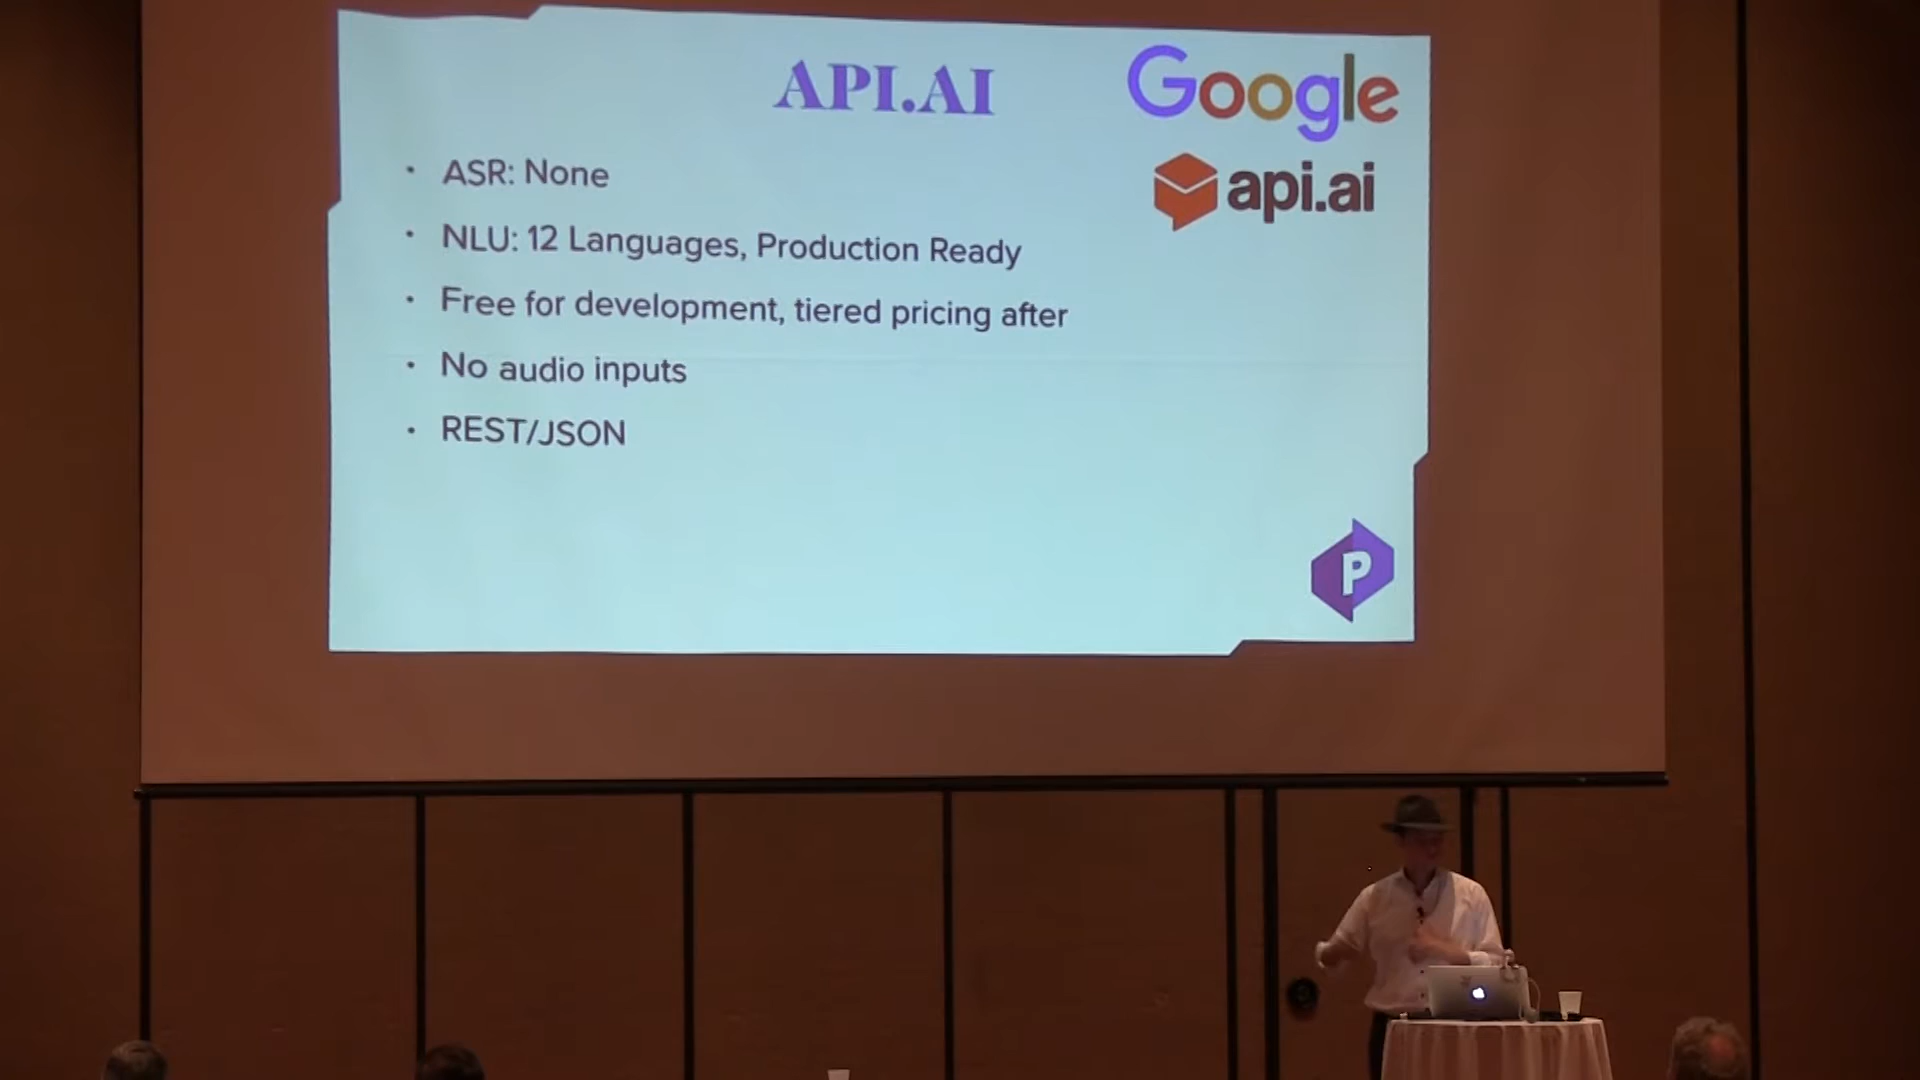 API.AI
Google
api.ai
• ASR: None
• NLU: 12 Languages, Production Ready
• Free for development, tiered pricing after
• No audio inputs
• REST/JSON
P